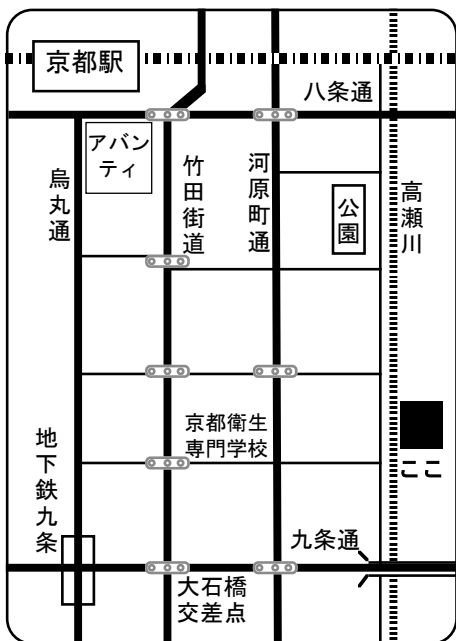 京都駅
八条通
アバン
ティ
烏丸通
竹田街道
河原町通
公園
高瀬川
京都衛生
専門学校
ここ
地下鉄九条
九条通
大石橋
交差点